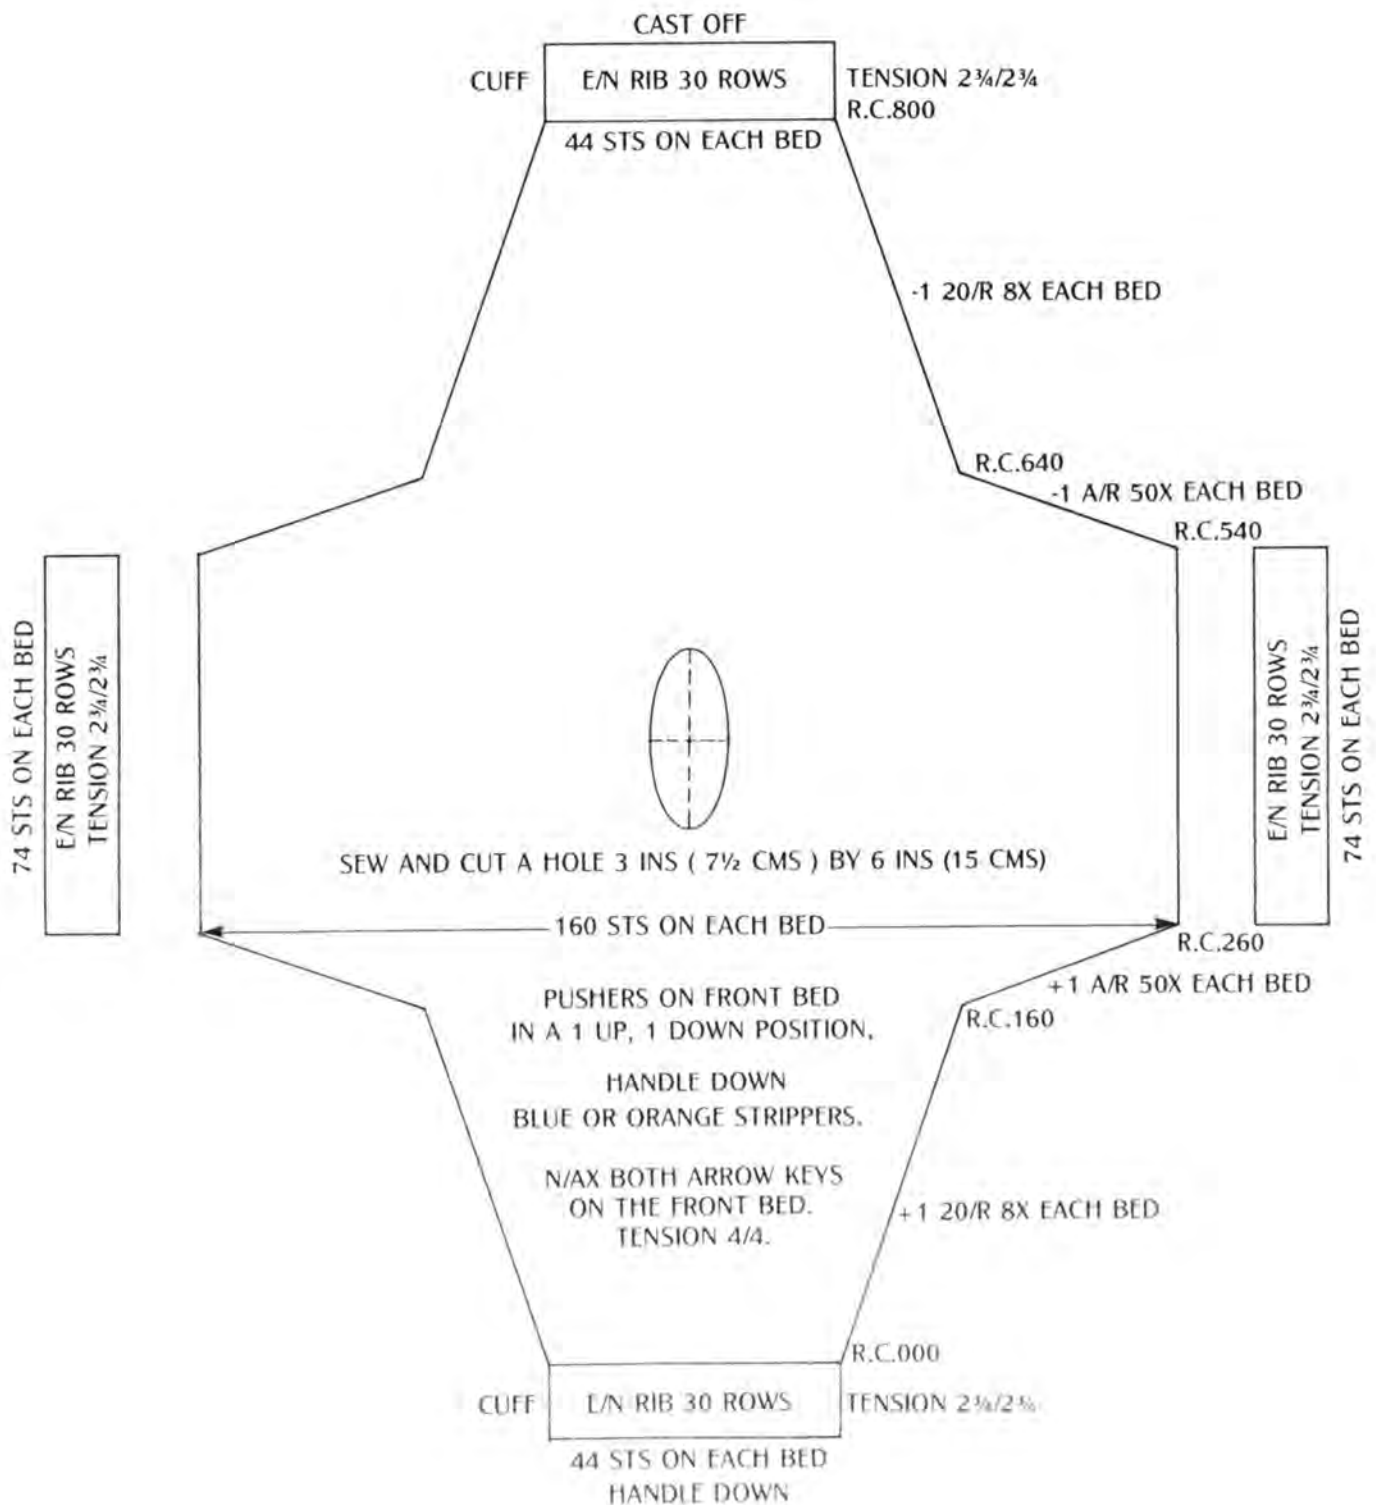 CAST OFF
CUFF
E/N RIB 30 ROWS
TENSION 2¾/2¾
R.C.800
44 STS ON EACH BED
-1 20/R 8X EACH BED
R.C.640
-1 A/R 50X EACH BED
R.C.540
74 STS ON EACH BED
E/N RIB 30 ROWS
TENSION 2¾/2¾
E/N RIB 30 ROWS
TENSION 2¾/2¾
74 STS ON EACH BED
SEW AND CUT A HOLE 3 INS ( 7½ CMS ) BY 6 INS (15 CMS)
160 STS ON EACH BED
R.C.260
+1 A/R 50X EACH BED
R.C.160
PUSHERS ON FRONT BED
IN A 1 UP, 1 DOWN POSITION.
HANDLE DOWN
BLUE OR ORANGE STRIPPERS.
N/AX BOTH ARROW KEYS
ON THE FRONT BED.
TENSION 4/4.
+1 20/R 8X EACH BED
R.C.000
CUFF
E/N RIB 30 ROWS
TENSION 2¾/2¾
44 STS ON EACH BED
HANDLE DOWN